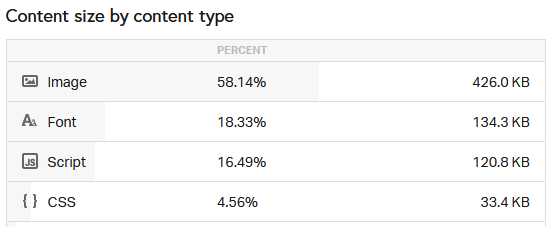 Content size by content type
PERCENT
Image 58.14% 426.0 KB
Font 18.33% 134.3 KB
JS Script 16.49% 120.8 KB
{ } CSS 4.56% 33.4 KB